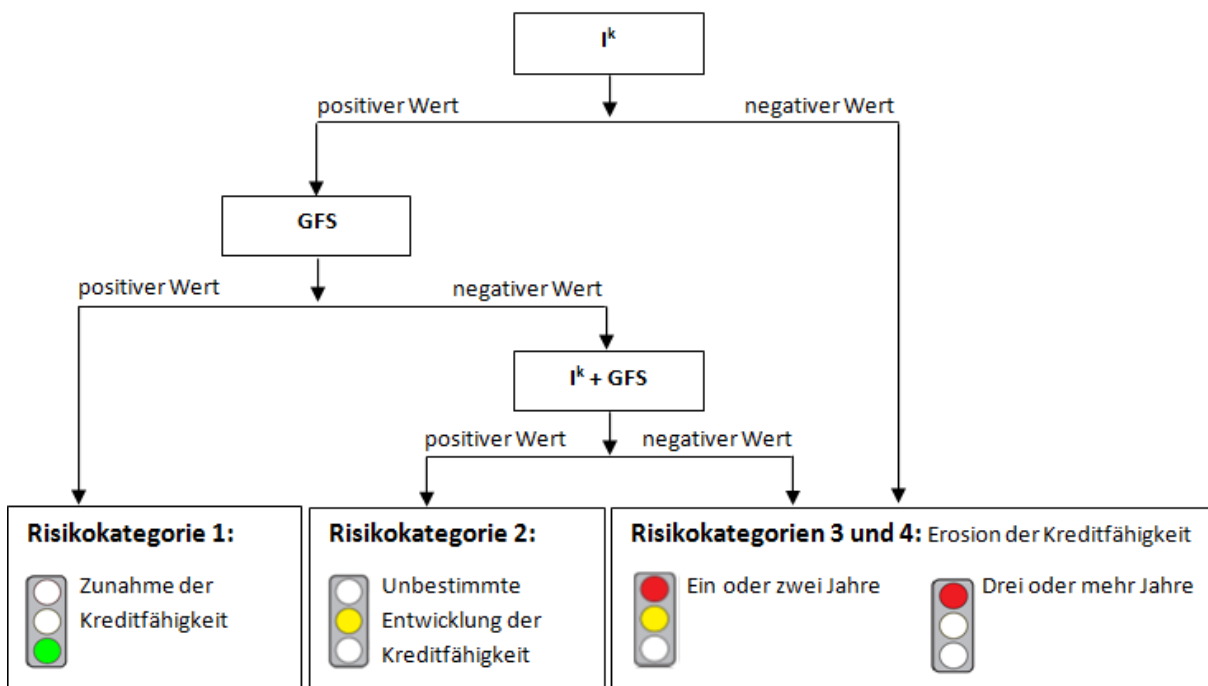 I^k
positiver Wert
negativer Wert
GFS
positiver Wert
negativer Wert
I^k + GFS
positiver Wert
negativer Wert
Risikokategorie 1:
Zunahme der
Kreditfähigkeit
Risikokategorie 2:
Unbestimmte
Entwicklung der
Kreditfähigkeit
Risikokategorien 3 und 4: Erosion der Kreditfähigkeit
Ein oder zwei Jahre
Drei oder mehr Jahre